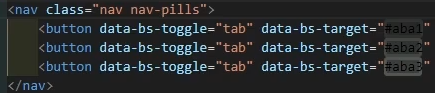 <nav class="nav nav-pills">
<button data-bs-toggle="tab" data-bs-target="#aba1
<button data-bs-toggle="tab" data-bs-target="#aba2
<button data-bs-toggle="tab" data-bs-target="#aba3
</nav>